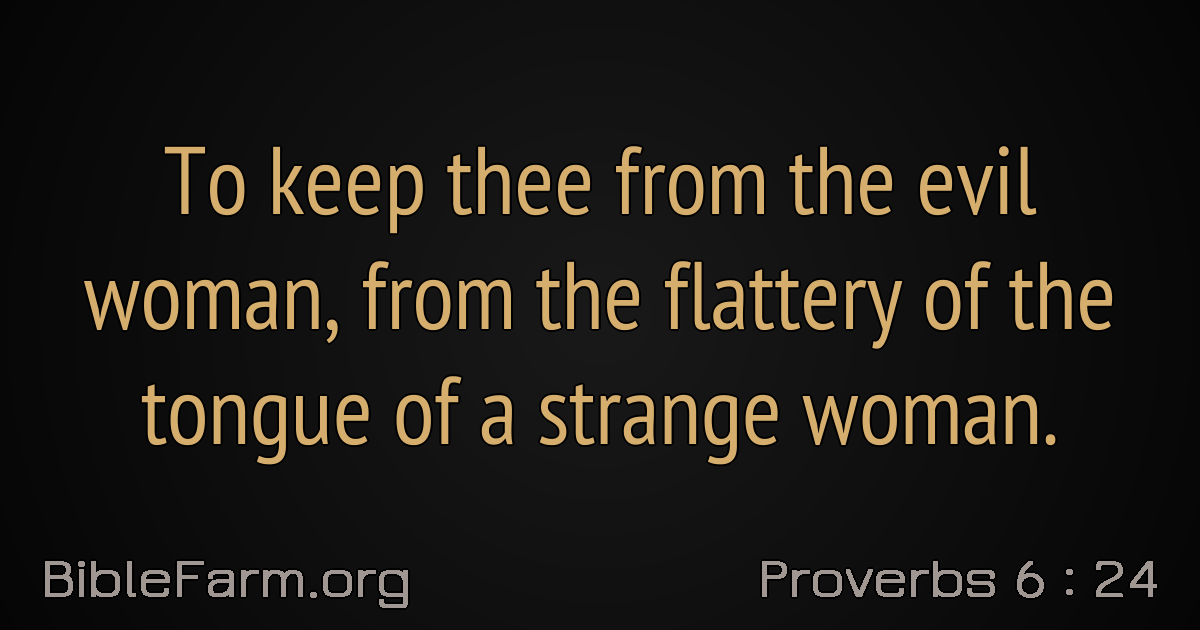 To keep thee from the evil
woman, from the flattery of the
tongue of a strange woman.
BibleFarm.org
Proverbs 6 : 24